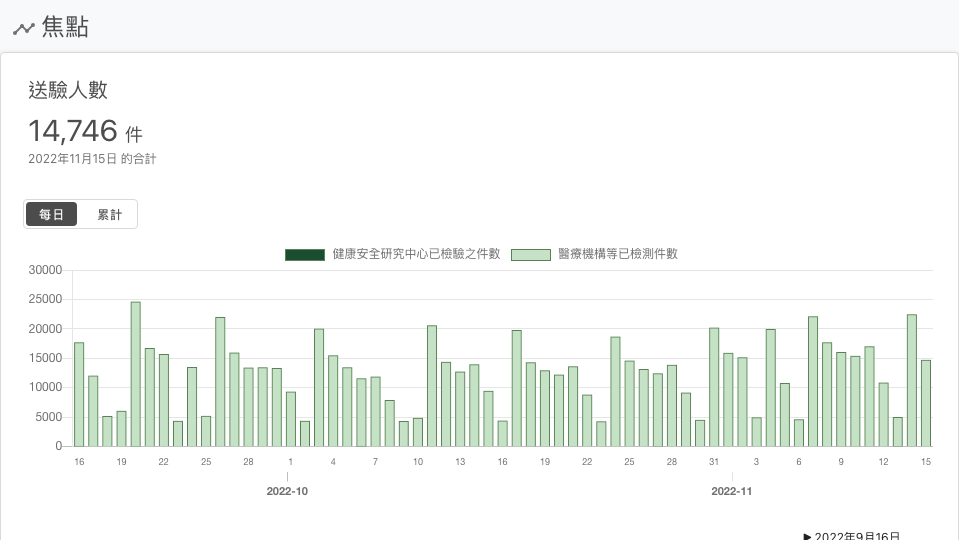 焦點
送驗人數
14,746 件
2022年11月15日 的合計
每日 累計
健康安全研究中心已檢驗之件數 醫療機構等已檢測件數
30000
25000
20000
15000
10000
5000
0
16 19 22 25 28 1 4 7 10 13 16 19 22 25 28 31 3 6 9 12 15
2022-10 2022-11
▶ 2022年9月16日